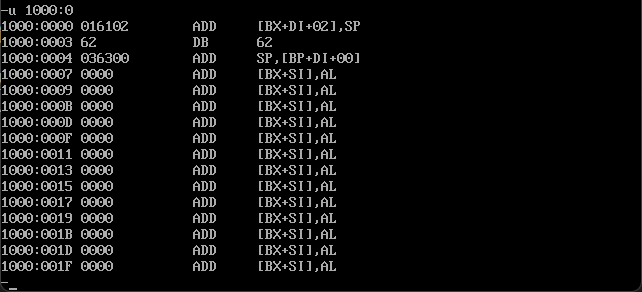 -u 1000:0
1000:0000 016102        ADD     [BX+DI+02],SP
1000:0003 62            DB      62
1000:0004 036300        ADD     SP,[BP+DI+00]
1000:0007 0000          ADD     [BX+SI],AL
1000:0009 0000          ADD     [BX+SI],AL
1000:000B 0000          ADD     [BX+SI],AL
1000:000D 0000          ADD     [BX+SI],AL
1000:000F 0000          ADD     [BX+SI],AL
1000:0011 0000          ADD     [BX+SI],AL
1000:0013 0000          ADD     [BX+SI],AL
1000:0015 0000          ADD     [BX+SI],AL
1000:0017 0000          ADD     [BX+SI],AL
1000:0019 0000          ADD     [BX+SI],AL
1000:001B 0000          ADD     [BX+SI],AL
1000:001D 0000          ADD     [BX+SI],AL
1000:001F 0000          ADD     [BX+SI],AL
-_